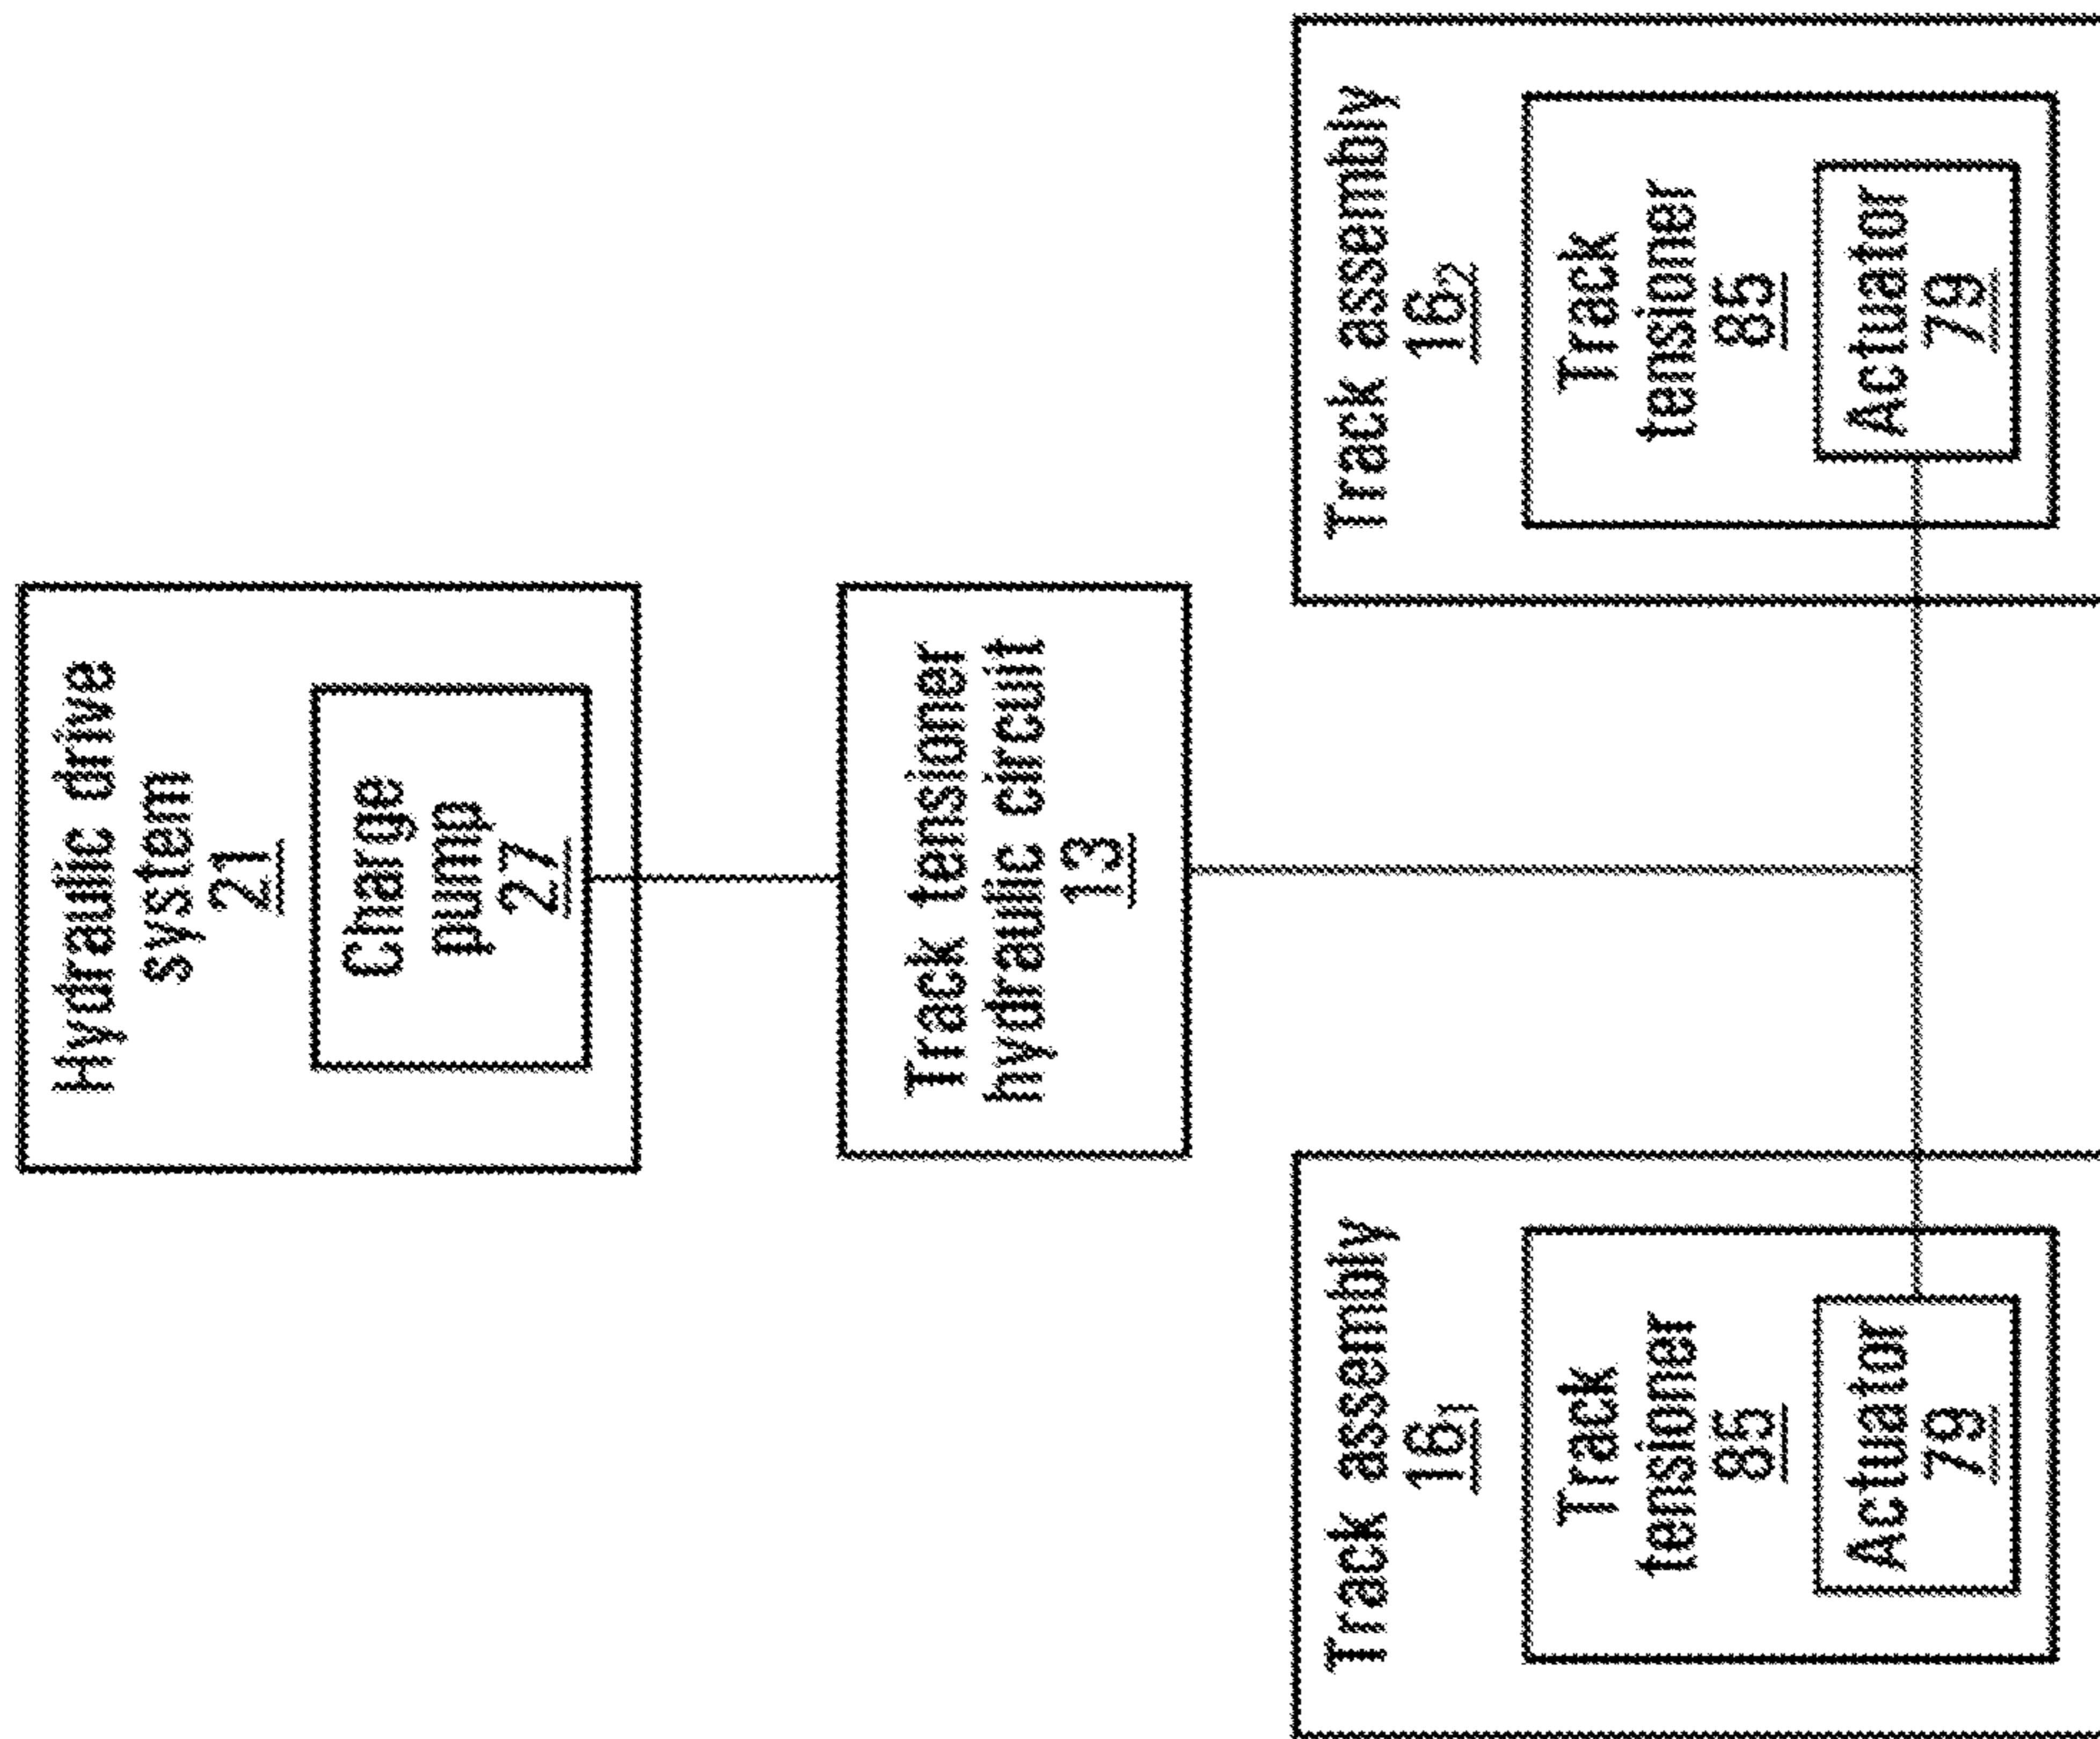 Hydraulic drive
system
21
Charge
pump
27
Track tensioner
hydraulic circuit
13
Track assembly
16₁
Track
tensioner
85
Actuator
79
Track assembly
16₂
Track
tensioner
85
Actuator
79